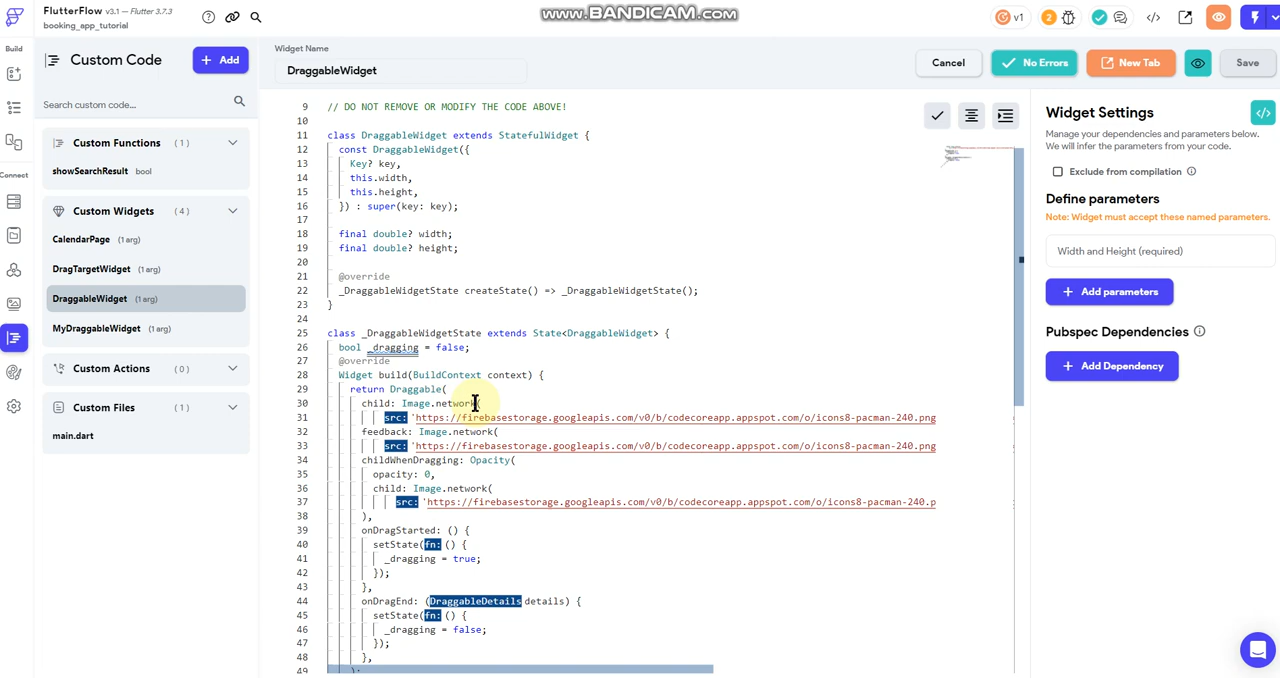 FlutterFlow v3.1 – Flutter 3.7.3
booking_app_tutorial
www.BANDICAM.com
v1
2
Build
Connect
Custom Code
Add
Search custom code...
Custom Functions (1)
showSearchResult bool
Custom Widgets (4)
CalendarPage (1 arg)
DragTargetWidget (1 arg)
DraggableWidget (1 arg)
MyDraggableWidget (1 arg)
Custom Actions (0)
Custom Files (1)
main.dart
Widget Name
DraggableWidget
Cancel
No Errors
New Tab
Save
9 // DO NOT REMOVE OR MODIFY THE CODE ABOVE!
10
11 class DraggableWidget extends StatefulWidget {
12 const DraggableWidget({
13 Key? key,
14 this.width,
15 this.height,
16 }) : super(key: key);
17
18 final double? width;
19 final double? height;
20
21 @override
22 _DraggableWidgetState createState() => _DraggableWidgetState();
23 }
24
25 class _DraggableWidgetState extends State<DraggableWidget> {
26 bool _dragging = false;
27 @override
28 Widget build(BuildContext context) {
29 return Draggable(
30 child: Image.network(
31 src: 'https://firebasestorage.googleapis.com/v0/b/codecoreapp.appspot.com/o/icons8-pacman-240.png
32 feedback: Image.network(
33 src: 'https://firebasestorage.googleapis.com/v0/b/codecoreapp.appspot.com/o/icons8-pacman-240.png
34 childWhenDragging: Opacity(
35 opacity: 0,
36 child: Image.network(
37 src: 'https://firebasestorage.googleapis.com/v0/b/codecoreapp.appspot.com/o/icons8-pacman-240.p
38 ),
39 onDragStarted: () {
40 setState(fn: () {
41 _dragging = true;
42 });
43 },
44 onDragEnd: (DraggableDetails details) {
45 setState(fn: () {
46 _dragging = false;
47 });
48 },
49 );
Widget Settings
Manage your dependencies and parameters below.
We will infer the parameters from your code.
Exclude from compilation
Define parameters
Note: Widget must accept these named parameters.
Width and Height (required)
Add parameters
Pubspec Dependencies
Add Dependency